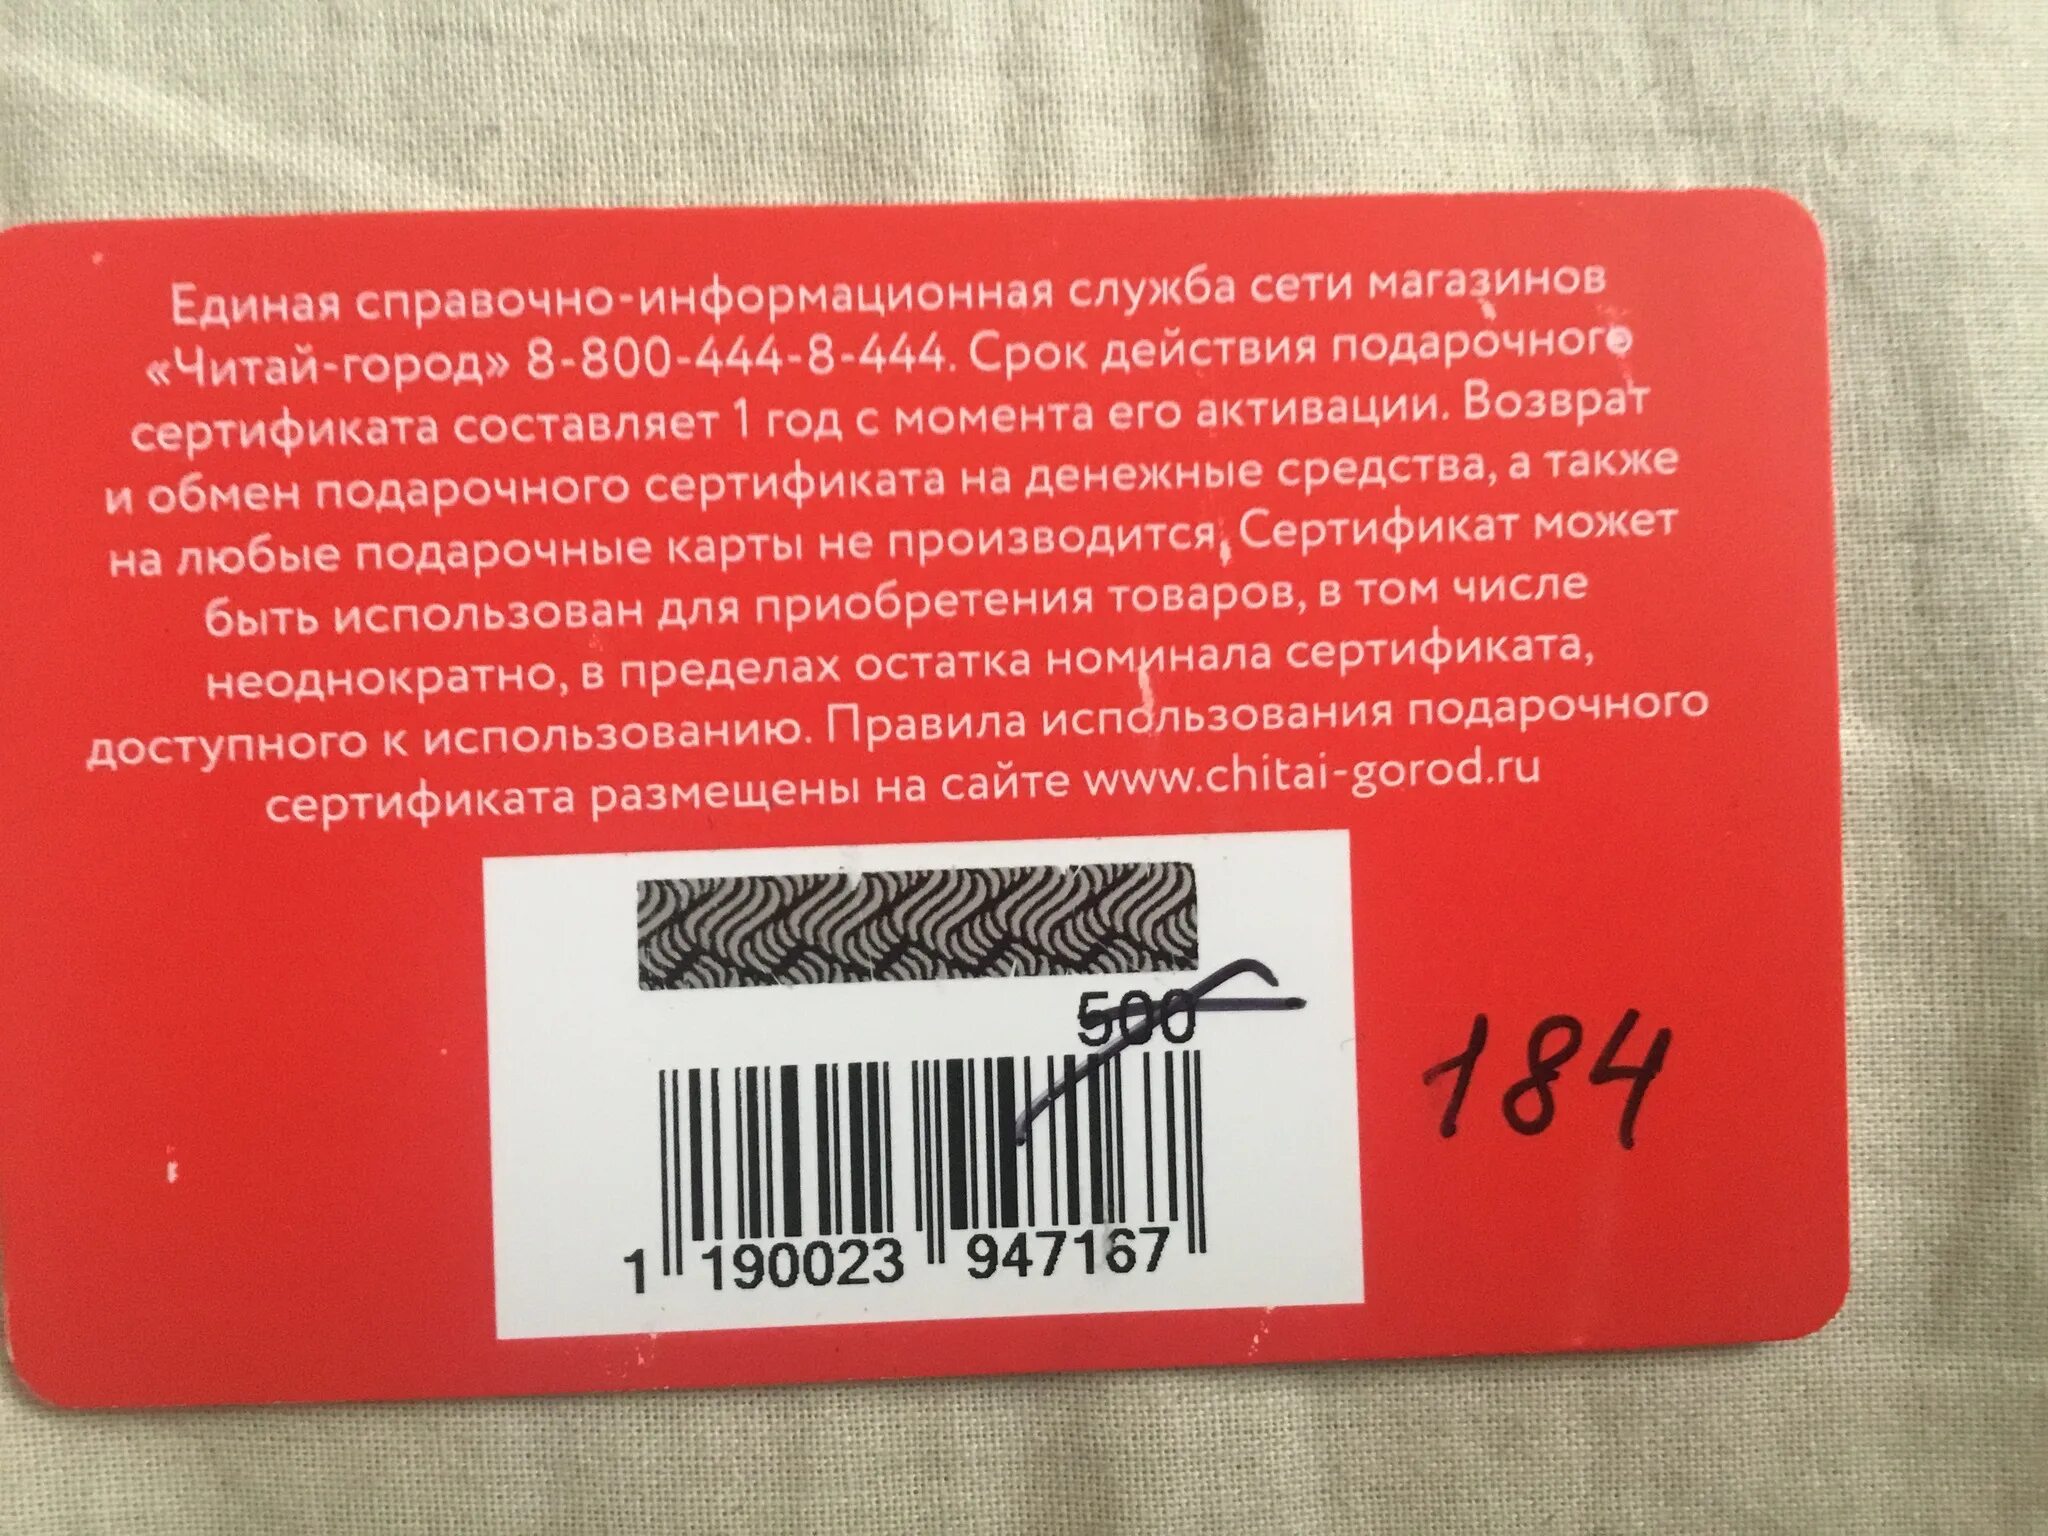 Единая справочно-информационная служба сети магазинов
«Читай-город» 8-800-444-8-444. Срок действия подарочного
сертификата составляет 1 год с момента его активации. Возврат
и обмен подарочного сертификата на денежные средства, а также
на любые подарочные карты не производится. Сертификат может
быть использован для приобретения товаров, в том числе
неоднократно, в пределах остатка номинала сертификата,
доступного к использованию. Правила использования подарочного
сертификата размещены на сайте www.chitai-gorod.ru
500
184
1 190023 947167